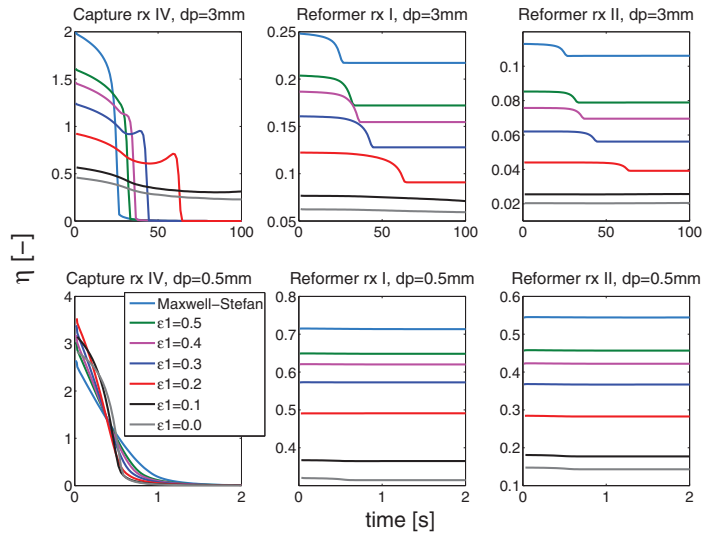 Capture rx IV, dp=3mm
Reformer rx I, dp=3mm
Reformer rx II, dp=3mm
2
1.5
1
0.5
0
0 50 100
0.25
0.2
0.15
0.1
0.05
0 50 100
0.1
0.08
0.06
0.04
0.02
0 50 100
η [-]
Capture rx IV, dp=0.5mm
Reformer rx I, dp=0.5mm
Reformer rx II, dp=0.5mm
4
3
2
1
0
0 1 2
Maxwell-Stefan
ε1=0.5
ε1=0.4
ε1=0.3
ε1=0.2
ε1=0.1
ε1=0.0
0.8
0.7
0.6
0.5
0.4
0 1 2
0.6
0.5
0.4
0.3
0.2
0.1
0 1 2
time [s]